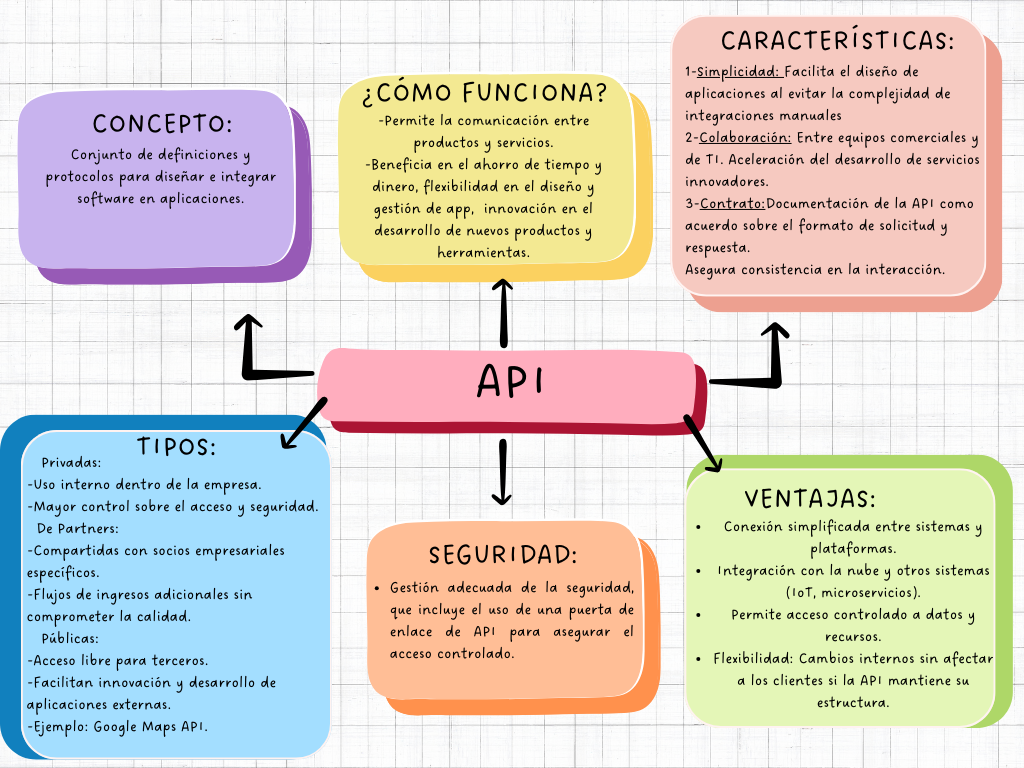 CONCEPTO:
Conjunto de definiciones y
protocolos para diseñar e integrar
software en aplicaciones.
¿CÓMO FUNCIONA?
-Permite la comunicación entre
productos y servicios.
-Beneficia en el ahorro de tiempo y
dinero, flexibilidad en el diseño y
gestión de app, innovación en el
desarrollo de nuevos productos y
herramientas.
CARACTERÍSTICAS:
1-Simplicidad: Facilita el diseño de
aplicaciones al evitar la complejidad de
integraciones manuales
2-Colaboración: Entre equipos comerciales y
de TI. Aceleración del desarrollo de servicios
innovadores.
3-Contrato:Documentación de la API como
acuerdo sobre el formato de solicitud y
respuesta.
Asegura consistencia en la interacción.
API
TIPOS:
Privadas:
-Uso interno dentro de la empresa.
-Mayor control sobre el acceso y seguridad.
De Partners:
-Compartidas con socios empresariales
específicos.
-Flujos de ingresos adicionales sin
comprometer la calidad.
Públicas:
-Acceso libre para terceros.
-Facilitan innovación y desarrollo de
aplicaciones externas.
-Ejemplo: Google Maps API.
SEGURIDAD:
• Gestión adecuada de la seguridad,
que incluye el uso de una puerta de
enlace de API para asegurar el
acceso controlado.
VENTAJAS:
• Conexión simplificada entre sistemas y
plataformas.
• Integración con la nube y otros sistemas
(IoT, microservicios).
• Permite acceso controlado a datos y
recursos.
• Flexibilidad: Cambios internos sin afectar
a los clientes si la API mantiene su
estructura.